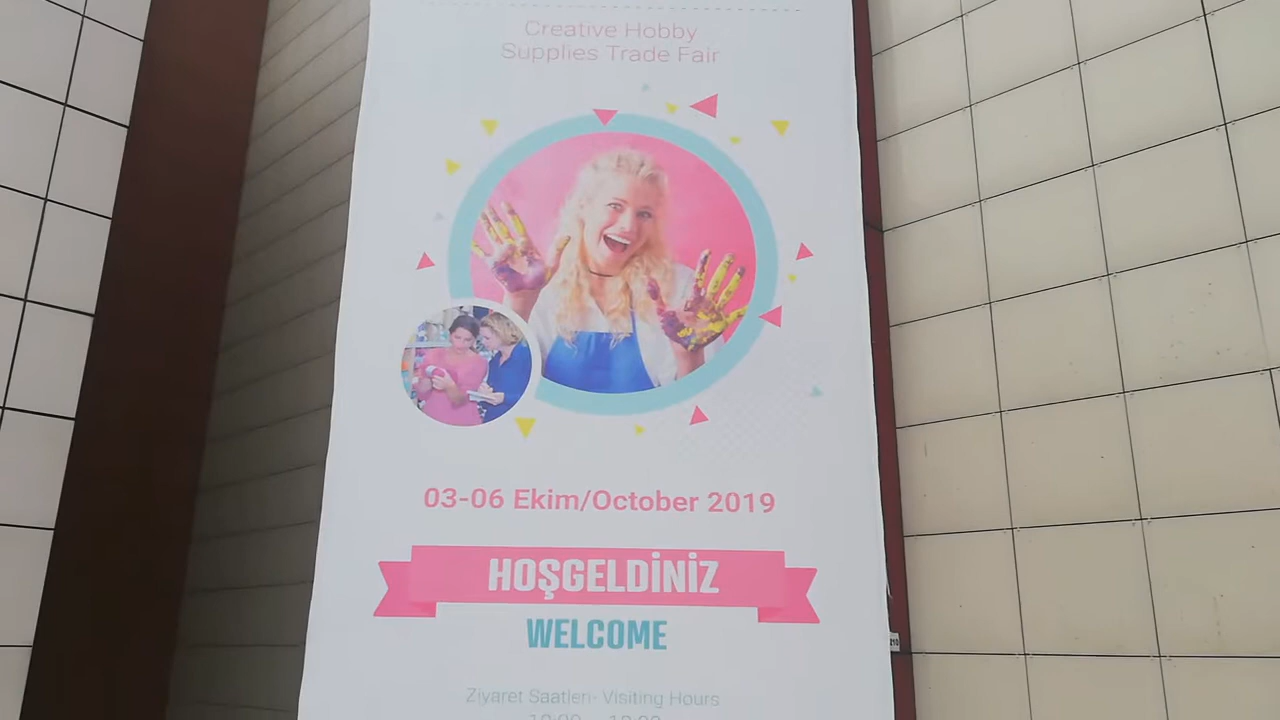 Creative Hobby
Supplies Trade Fair
03-06 Ekim/October 2019
HOŞGELDİNİZ
WELCOME
Ziyaret Saatleri- Visiting Hours